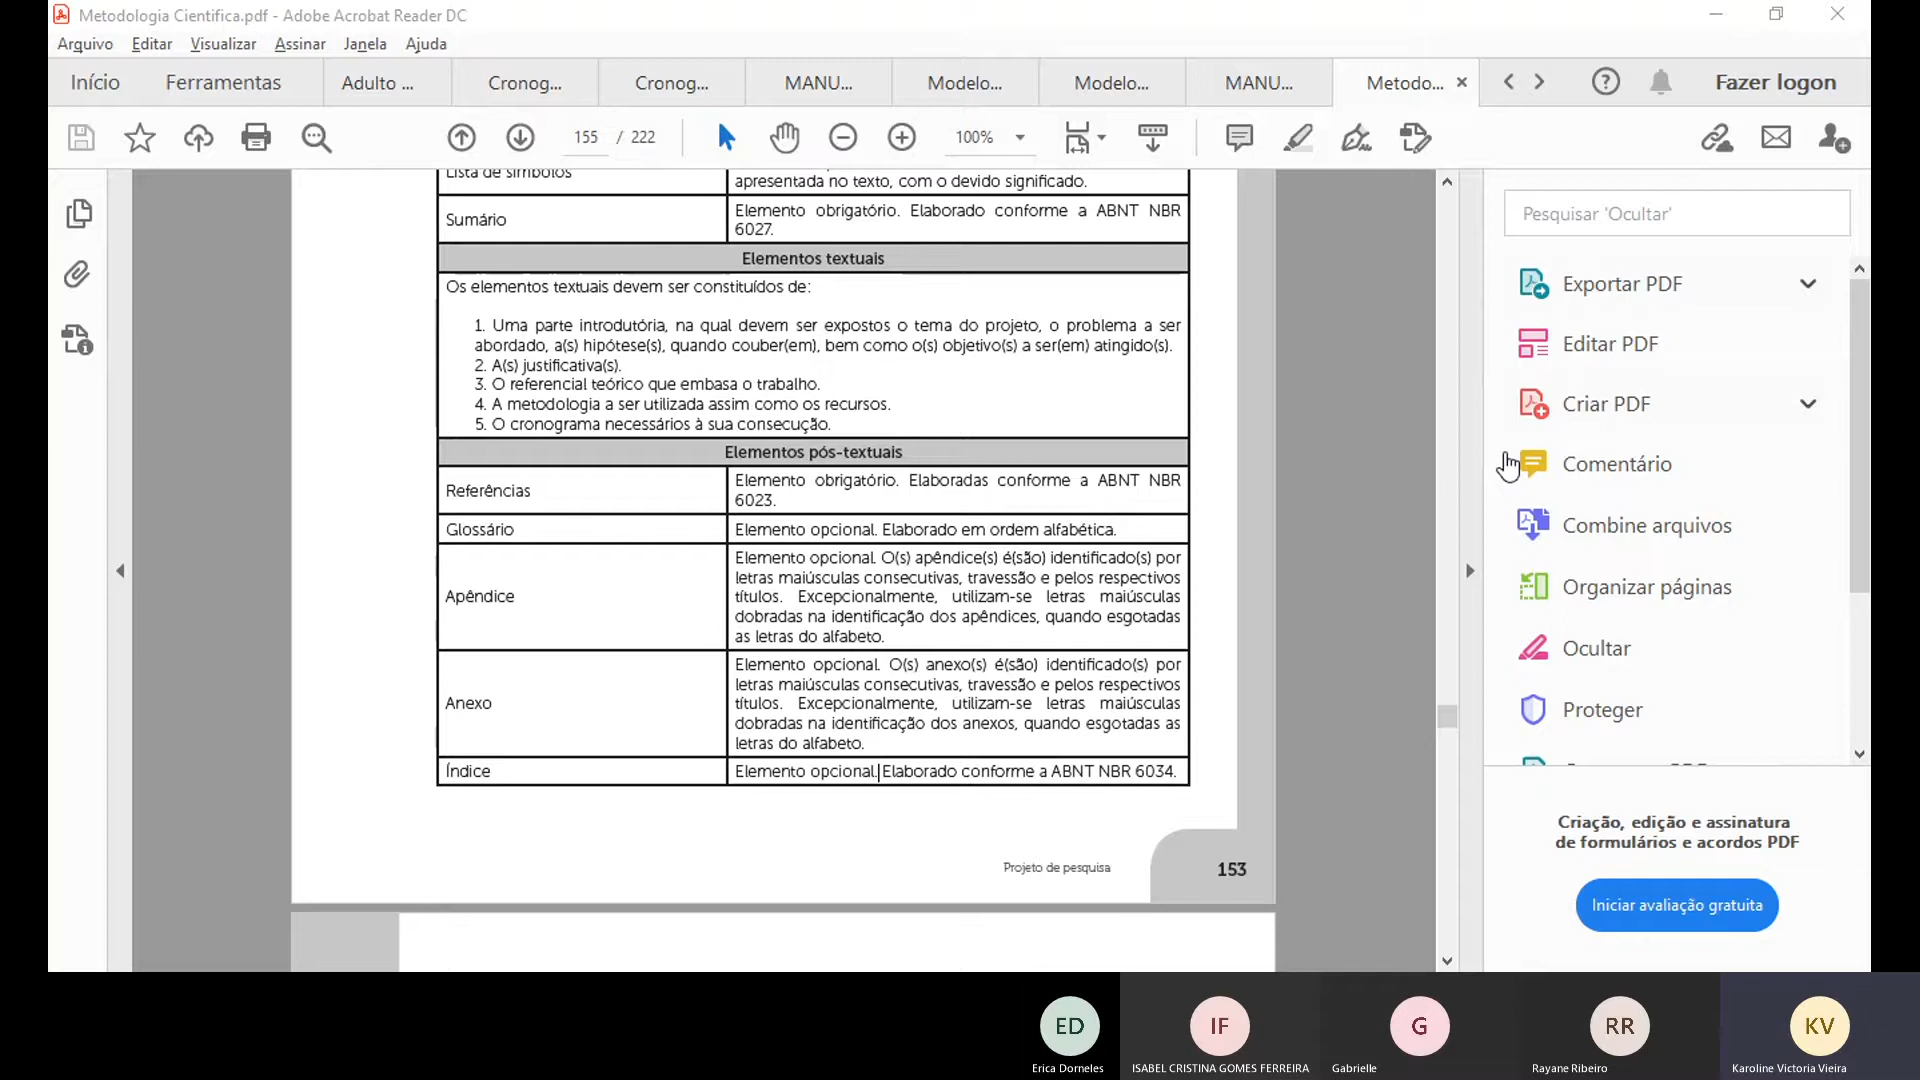 Metodologia Cientifica.pdf - Adobe Acrobat Reader DC
Arquivo Editar Visualizar Assinar Janela Ajuda
Início Ferramentas Adulto ... Cronog... Cronog... MANU... Modelo... Modelo... MANU... Metodo... Fazer logon
155 / 222 100%
Lista de símbolos
apresentada no texto, com o devido significado.
Sumário
Elemento obrigatório. Elaborado conforme a ABNT NBR
6027.
Elementos textuais
Os elementos textuais devem ser constituídos de:
1. Uma parte introdutória, na qual devem ser expostos o tema do projeto, o problema a ser
abordado, a(s) hipótese(s), quando couber(em), bem como o(s) objetivo(s) a ser(em) atingido(s).
2. A(s) justificativa(s).
3. O referencial teórico que embasa o trabalho.
4. A metodologia a ser utilizada assim como os recursos.
5. O cronograma necessários à sua consecução.
Elementos pós-textuais
Referências
Elemento obrigatório. Elaboradas conforme a ABNT NBR
6023.
Glossário
Elemento opcional. Elaborado em ordem alfabética.
Apêndice
Elemento opcional. O(s) apêndice(s) é(são) identificado(s) por
letras maiúsculas consecutivas, travessão e pelos respectivos
títulos. Excepcionalmente, utilizam-se letras maiúsculas
dobradas na identificação dos apêndices, quando esgotadas
as letras do alfabeto.
Anexo
Elemento opcional. O(s) anexo(s) é(são) identificado(s) por
letras maiúsculas consecutivas, travessão e pelos respectivos
títulos. Excepcionalmente, utilizam-se letras maiúsculas
dobradas na identificação dos anexos, quando esgotadas as
letras do alfabeto.
Índice
Elemento opcional. Elaborado conforme a ABNT NBR 6034.
Projeto de pesquisa
153
Pesquisar 'Ocultar'
Exportar PDF
Editar PDF
Criar PDF
Comentário
Combine arquivos
Organizar páginas
Ocultar
Proteger
Criação, edição e assinatura
de formulários e acordos PDF
Iniciar avaliação gratuita
ED IF G RR KV
Erica Dorneles ISABEL CRISTINA GOMES FERREIRA Gabrielle Rayane Ribeiro Karoline Victoria Vieira